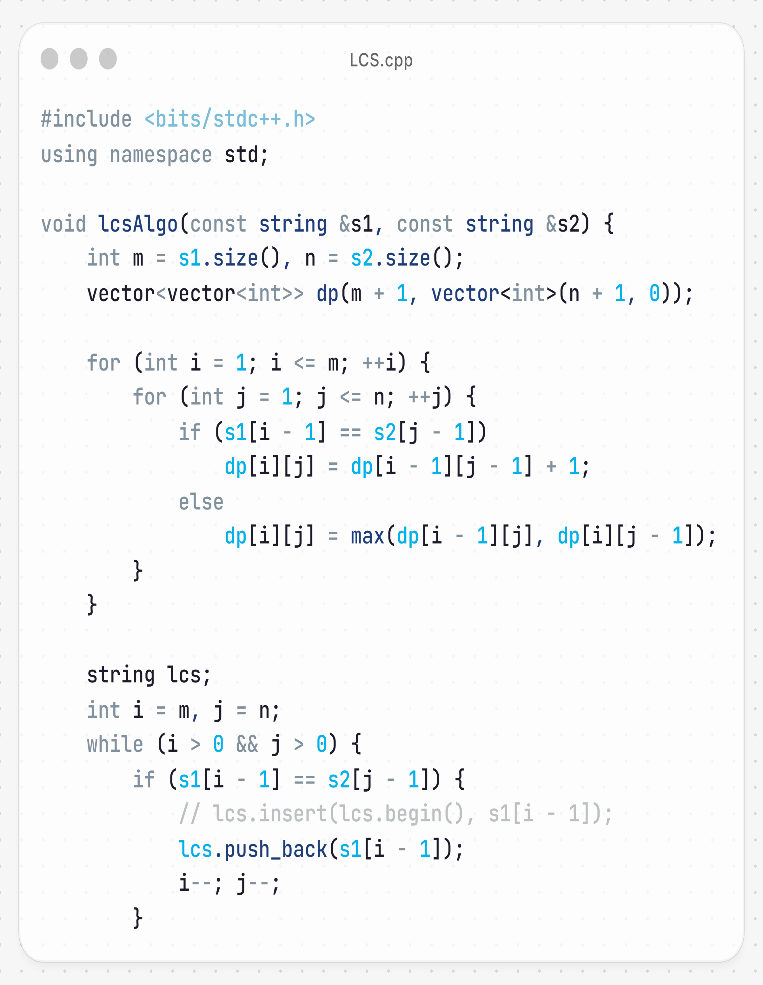 LCS.cpp
#include <bits/stdc++.h>
using namespace std;
void lcsAlgo(const string &s1, const string &s2) {
    int m = s1.size(), n = s2.size();
    vector<vector<int>> dp(m + 1, vector<int>(n + 1, 0));
    for (int i = 1; i <= m; ++i) {
        for (int j = 1; j <= n; ++j) {
            if (s1[i - 1] == s2[j - 1])
                dp[i][j] = dp[i - 1][j - 1] + 1;
            else
                dp[i][j] = max(dp[i - 1][j], dp[i][j - 1]);
        }
    }
    string lcs;
    int i = m, j = n;
    while (i > 0 && j > 0) {
        if (s1[i - 1] == s2[j - 1]) {
            // lcs.insert(lcs.begin(), s1[i - 1]);
            lcs.push_back(s1[i - 1]);
            i--; j--;
        }